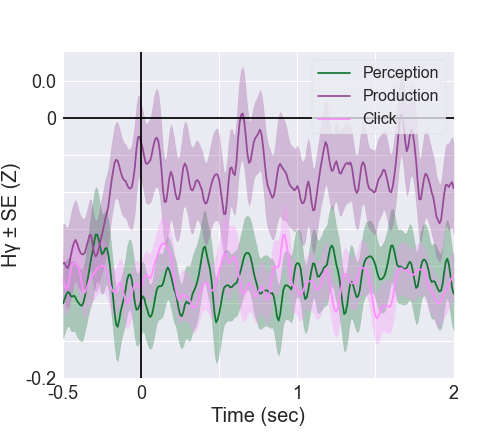 Perception
Production
Click
0.0
0
-0.2
Hγ ± SE (Z)
-0.5
0
1
2
Time (sec)